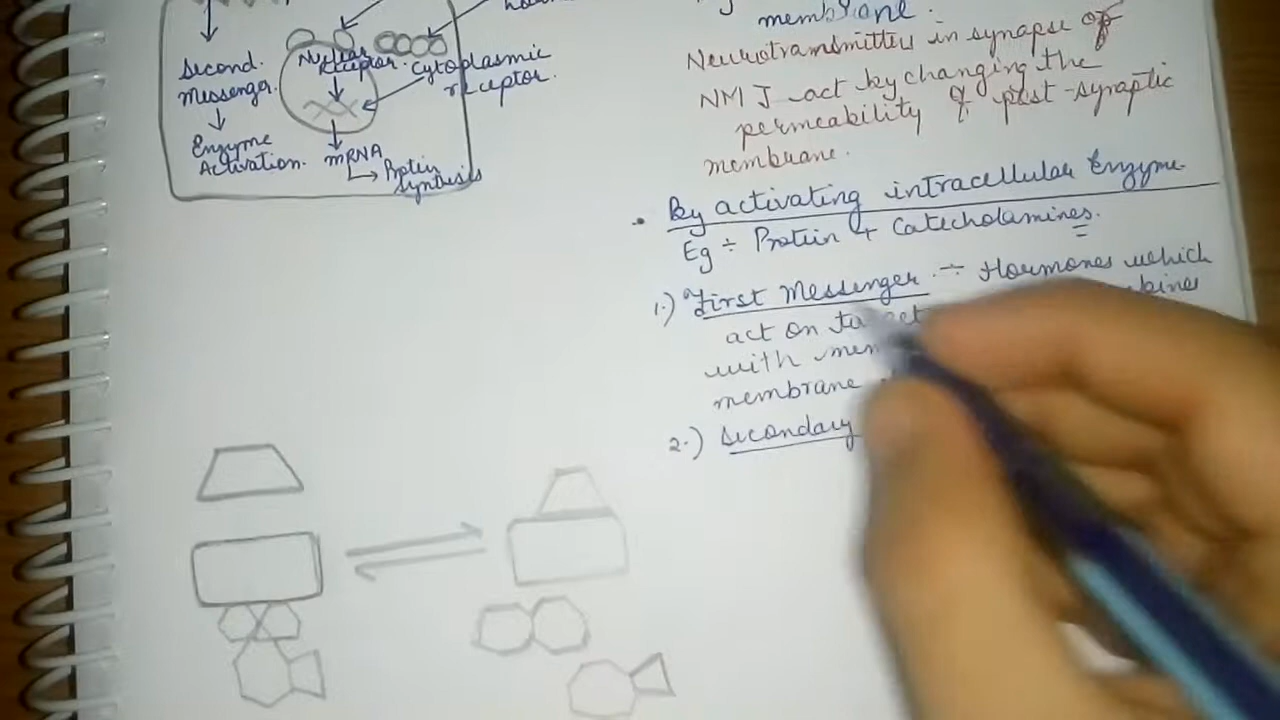 Second
Messenger.
Enzyme
Activation.
Nuclear
Receptor.
Cytoplasmic
receptor.
mRNA
Protein
Synthesis
membrane.
Neurotransmitters in synapse of
NMJ act by changing the
permeability of post-synaptic
membrane.
• By activating intracellular Enzyme.
Eg ÷ Protein + Catecholamines.
1.) First Messenger ÷ Hormones which
act on
with
membrane
2.) Secondary